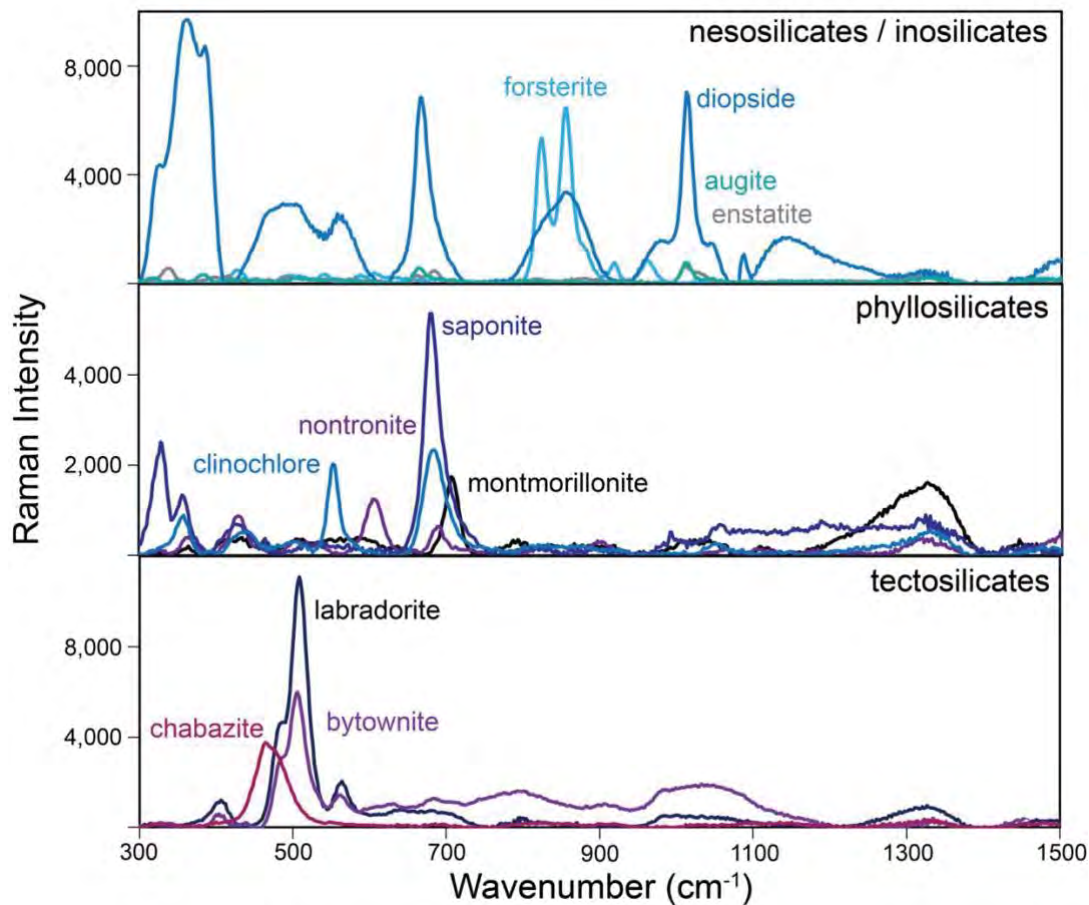 nesosilicates / inosilicates
8,000
forsterite
diopside
4,000
augite
enstatite
phyllosilicates
saponite
4,000
nontronite
2,000
clinochlore
montmorillonite
tectosilicates
labradorite
8,000
chabazite
bytownite
4,000
300
500
700
900
1100
1300
1500
Wavenumber (cm⁻¹)
Raman Intensity